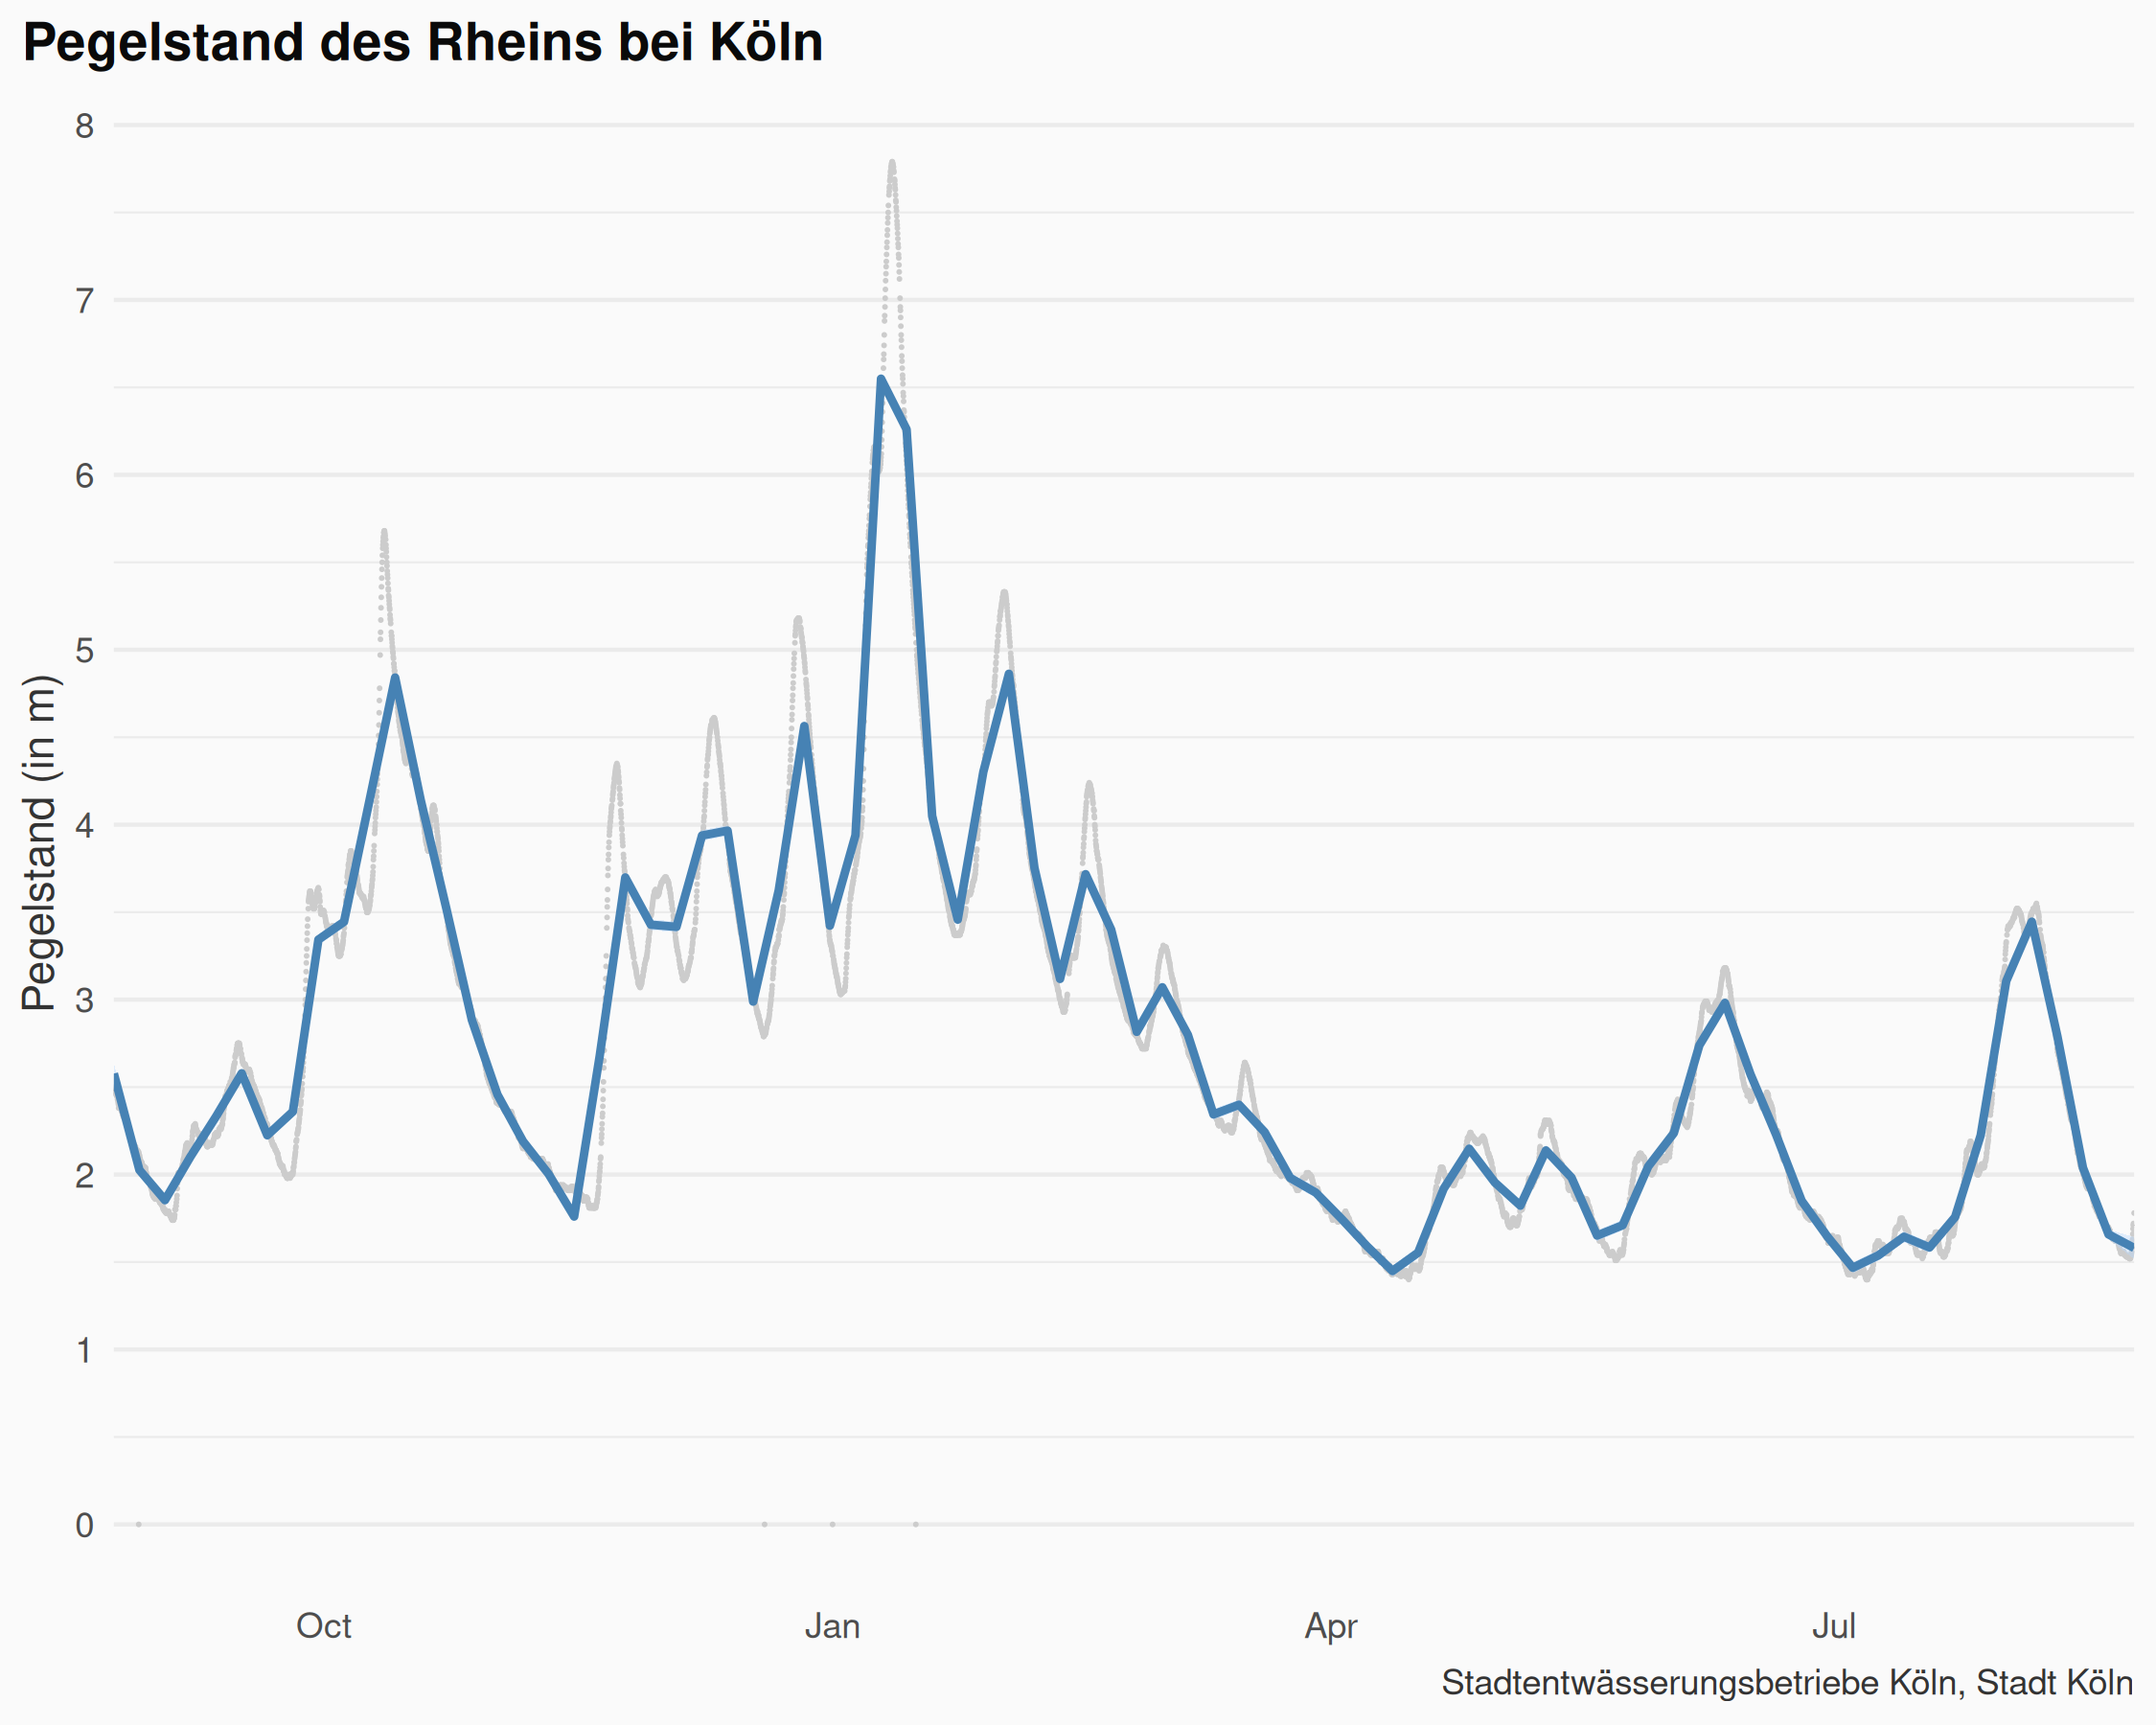 Pegelstand des Rheins bei Köln
Pegelstand (in m)
8
7
6
5
4
3
2
1
0
Oct Jan Apr Jul
Stadtentwässerungsbetriebe Köln, Stadt Köln